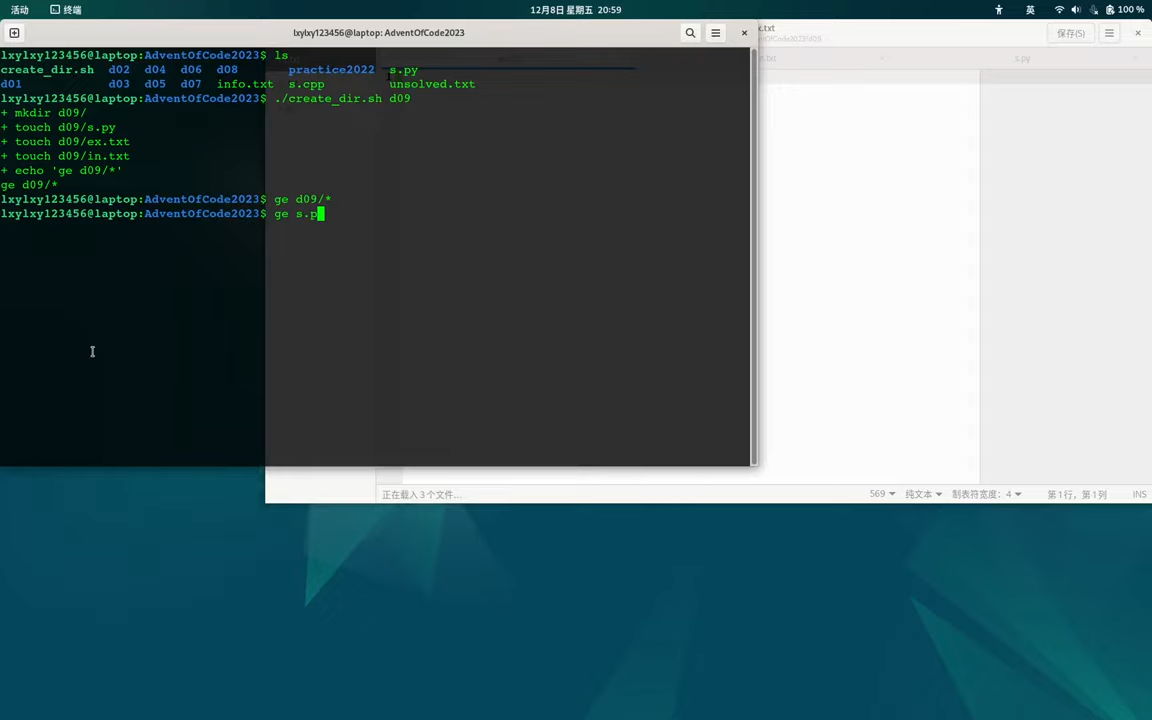 活动 终端 12月8日 星期五 20:59 英 100 %
lxylxy123456@laptop: AdventOfCode2023
x.txt
保存(S)
s.py
lxylxy123456@laptop:AdventOfCode2023$ ls
create_dir.sh d02 d04 d06 d08 practice2022 s.py
d01 d03 d05 d07 info.txt s.cpp unsolved.txt
lxylxy123456@laptop:AdventOfCode2023$ ./create_dir.sh d09
+ mkdir d09/
+ touch d09/s.py
+ touch d09/ex.txt
+ touch d09/in.txt
+ echo 'ge d09/*'
ge d09/*
lxylxy123456@laptop:AdventOfCode2023$ ge d09/*
lxylxy123456@laptop:AdventOfCode2023$ ge s.p
正在载入 3 个文件... 569 纯文本 制表符宽度：4 第 1 行，第 1 列 INS